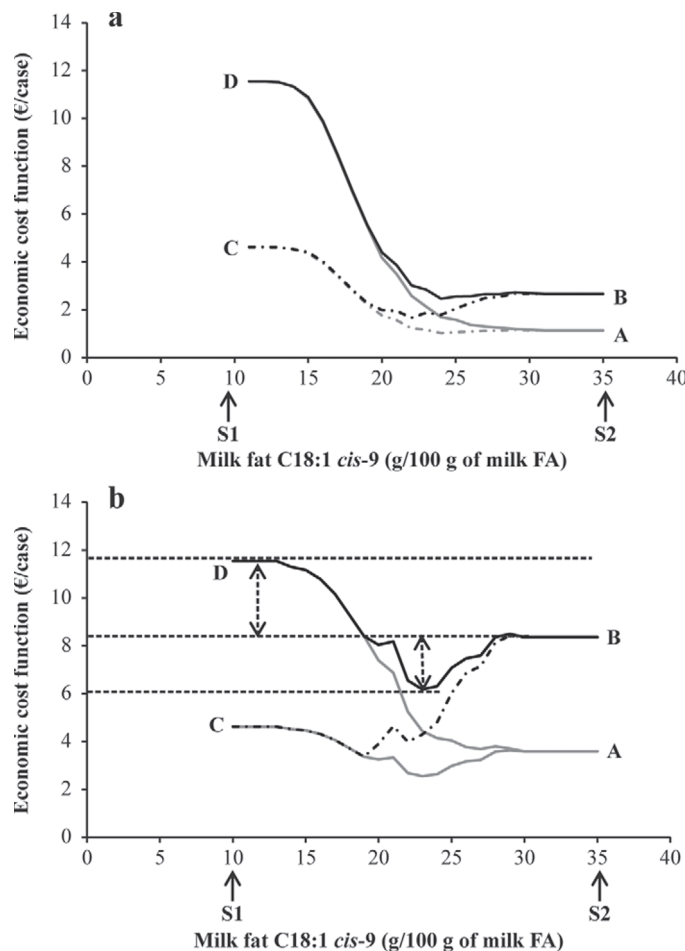 a
14
12
10
8
6
4
2
0
D
C
B
A
0 5 10 15 20 25 30 35 40
S1 S2
Milk fat C18:1 cis-9 (g/100 g of milk FA)
Economic cost function (€/case)
b
14
12
10
8
6
4
2
0
D
B
C
A
0 5 10 15 20 25 30 35 40
S1 S2
Milk fat C18:1 cis-9 (g/100 g of milk FA)
Economic cost function (€/case)